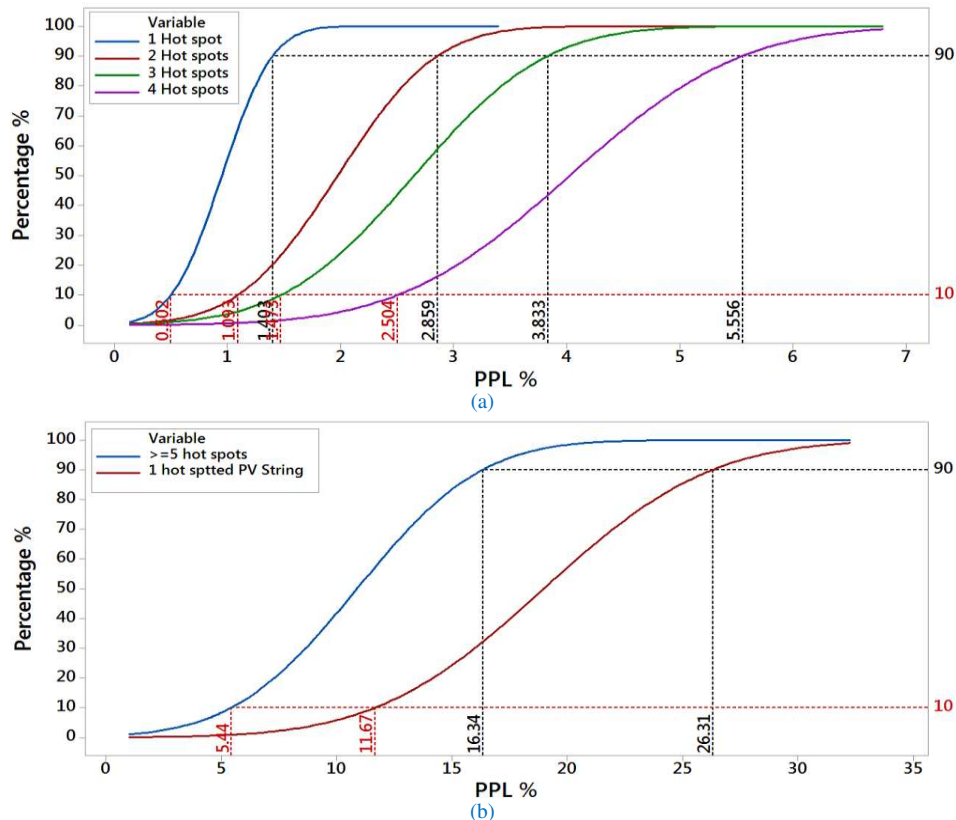 Variable
1 Hot spot
2 Hot spots
3 Hot spots
4 Hot spots
Percentage %
100
90
80
70
60
50
40
30
20
10
0
90
10
0.502
1.093
1.403
1.473
2.504
2.859
3.833
5.556
0 1 2 3 4 5 6 7
PPL %
(a)
Variable
>=5 hot spots
1 hot sptted PV String
Percentage %
100
90
80
70
60
50
40
30
20
10
0
90
10
5.44
11.67
16.34
26.31
0 5 10 15 20 25 30 35
PPL %
(b)